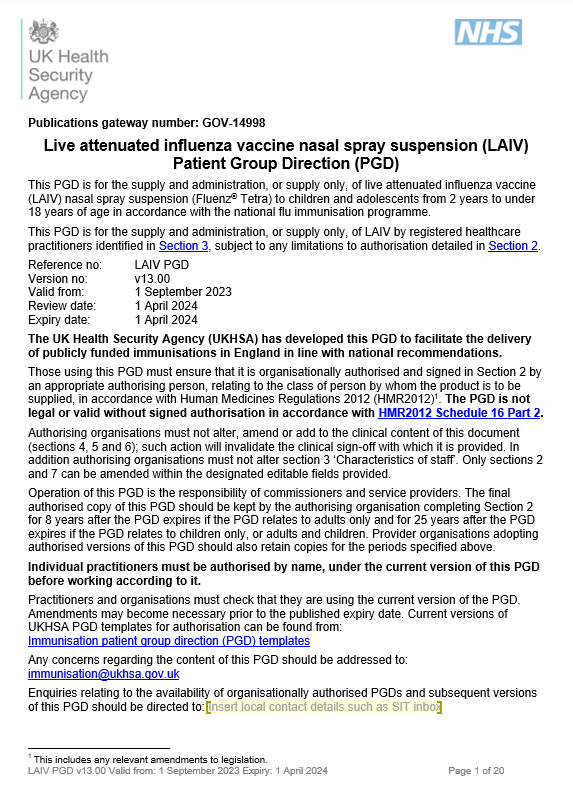 UK Health
Security
Agency
NHS
Publications gateway number: GOV-14998
Live attenuated influenza vaccine nasal spray suspension (LAIV)
Patient Group Direction (PGD)
This PGD is for the supply and administration, or supply only, of live attenuated influenza vaccine
(LAIV) nasal spray suspension (Fluenz® Tetra) to children and adolescents from 2 years to under
18 years of age in accordance with the national flu immunisation programme.
This PGD is for the supply and administration, or supply only, of LAIV by registered healthcare
practitioners identified in Section 3, subject to any limitations to authorisation detailed in Section 2.
Reference no: LAIV PGD
Version no: v13.00
Valid from: 1 September 2023
Review date: 1 April 2024
Expiry date: 1 April 2024
The UK Health Security Agency (UKHSA) has developed this PGD to facilitate the delivery
of publicly funded immunisations in England in line with national recommendations.
Those using this PGD must ensure that it is organisationally authorised and signed in Section 2 by
an appropriate authorising person, relating to the class of person by whom the product is to be
supplied, in accordance with Human Medicines Regulations 2012 (HMR2012)¹. The PGD is not
legal or valid without signed authorisation in accordance with HMR2012 Schedule 16 Part 2.
Authorising organisations must not alter, amend or add to the clinical content of this document
(sections 4, 5 and 6); such action will invalidate the clinical sign-off with which it is provided. In
addition authorising organisations must not alter section 3 ‘Characteristics of staff’. Only sections 2
and 7 can be amended within the designated editable fields provided.
Operation of this PGD is the responsibility of commissioners and service providers. The final
authorised copy of this PGD should be kept by the authorising organisation completing Section 2
for 8 years after the PGD expires if the PGD relates to adults only and for 25 years after the PGD
expires if the PGD relates to children only, or adults and children. Provider organisations adopting
authorised versions of this PGD should also retain copies for the periods specified above.
Individual practitioners must be authorised by name, under the current version of this PGD
before working according to it.
Practitioners and organisations must check that they are using the current version of the PGD.
Amendments may become necessary prior to the published expiry date. Current versions of
UKHSA PGD templates for authorisation can be found from:
Immunisation patient group direction (PGD) templates
Any concerns regarding the content of this PGD should be addressed to:
immunisation@ukhsa.gov.uk
Enquiries relating to the availability of organisationally authorised PGDs and subsequent versions
of this PGD should be directed to: [insert local contact details such as SIT inbox]
¹ This includes any relevant amendments to legislation.
LAIV PGD v13.00 Valid from: 1 September 2023 Expiry: 1 April 2024 Page 1 of 20